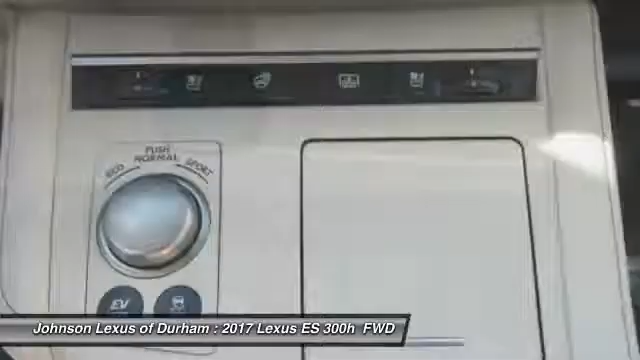 PUSH
NORMAL
ECO SPORT
EV
Johnson Lexus of Durham : 2017 Lexus ES 300h FWD